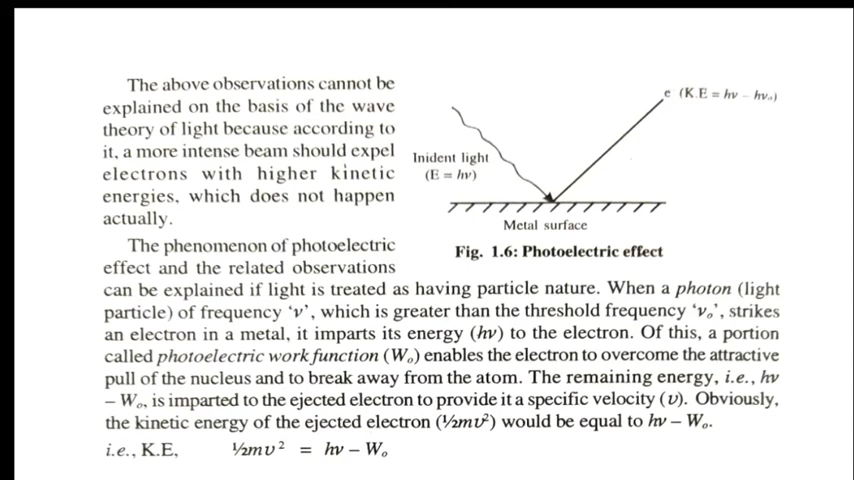 The above observations cannot be
explained on the basis of the wave
theory of light because according to
it, a more intense beam should expel
electrons with higher kinetic
energies, which does not happen
actually.
e (K.E = hν – hν₀)
Inident light
(E = hν)
Metal surface
Fig. 1.6: Photoelectric effect
The phenomenon of photoelectric
effect and the related observations
can be explained if light is treated as having particle nature. When a photon (light
particle) of frequency ‘ν’, which is greater than the threshold frequency ‘νₒ’, strikes
an electron in a metal, it imparts its energy (hν) to the electron. Of this, a portion
called photoelectric work function (Wₒ) enables the electron to overcome the attractive
pull of the nucleus and to break away from the atom. The remaining energy, i.e., hν
– Wₒ, is imparted to the ejected electron to provide it a specific velocity (υ). Obviously,
the kinetic energy of the ejected electron (½mυ²) would be equal to hν – Wₒ.
i.e., K.E, ½mυ² = hν – Wₒ